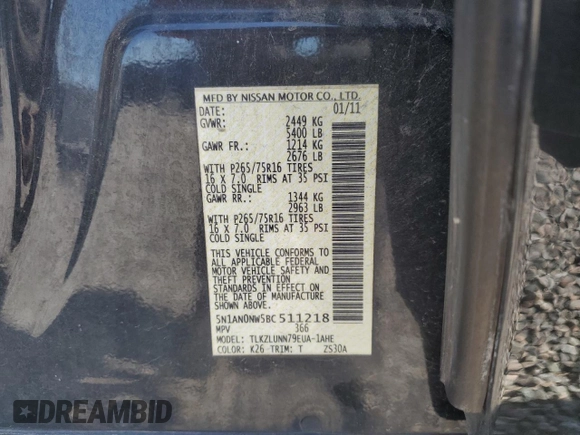 MFD BY NISSAN MOTOR CO., LTD.
DATE: 01/11
GVWR: 2449 KG
5400 LB
GAWR FR.: 1214 KG
2676 LB
WITH P265/75R16 TIRES
16 X 7.0 RIMS AT 35 PSI
COLD SINGLE
GAWR RR.: 1344 KG
2963 LB
WITH P265/75R16 TIRES
16 X 7.0 RIMS AT 35 PSI
COLD SINGLE
THIS VEHICLE CONFORMS TO
ALL APPLICABLE FEDERAL
MOTOR VEHICLE SAFETY AND
THEFT PREVENTION
STANDARDS IN EFFECT ON
THE DATE OF MANUFACTURE
SHOWN ABOVE.
5N1AN0NW5BC511218
MPV 366
MODEL: TLKZLUNN79EUA-1AHE
COLOR: K26 TRIM: T ZS30A
DREAMBID